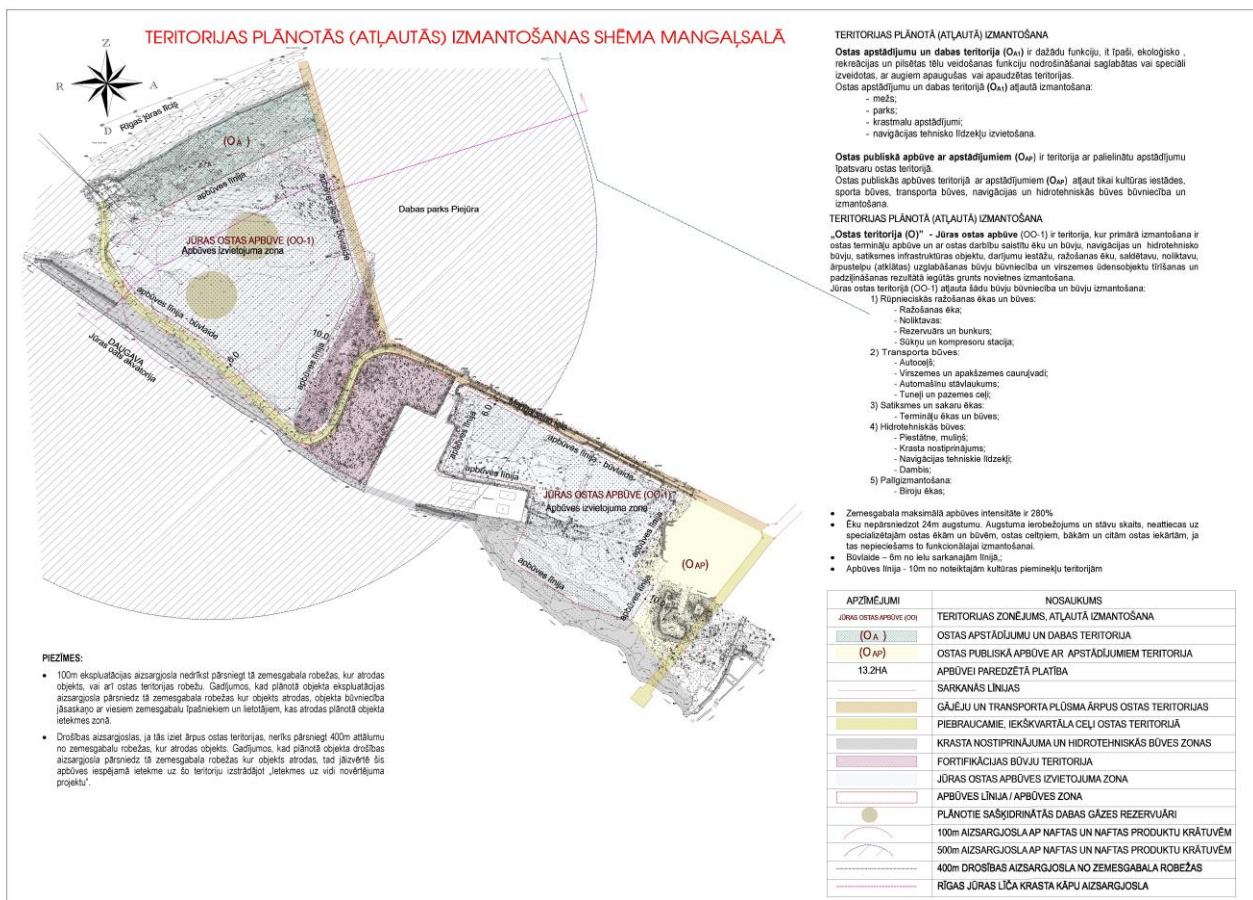 TERITORIJAS PLĀNOTĀS (ATĻAUTĀS) IZMANTOŠANAS SHĒMA MANGAĻSALĀ
Z
R
A
D
Rīgas jūras līcis
(OA )
apbūves līnija
apbūves līnija - būvlaide
Dabas parks Piejūra
JŪRAS OSTAS APBŪVE (OO-1)
Apbūves izvietojuma zona
apbūves līnija - būvlaide
6.0
10.0
apbūves līnija
DAUGAVA
Jūras osts akvatorija
6.0
apbūves līnija
apbūves līnija - būvlaide
apbūves līnija
JŪRAS OSTAS APBŪVE (OO-1)
Apbūves izvietojuma zona
apbūves līnija
(O AP)
apbūves līnija
apbūves līnija
10.0
PIEZĪMES:
• 100m ekspluatācijas aizsargjosla nedrīkst pārsniegt tā zemesgabala robežas, kur atrodas
objekts, vai arī ostas teritorijas robežu. Gadījumos, kad plānotā objekta ekspluatācijas
aizsargjosla pārsniedz tā zemesgabala robežas kur objekts atrodas, objekta būvniecība
jāsaskaņo ar visiem zemesgabalu īpašniekiem un lietotājiem, kas atrodas plānotā objekta
ietekmes zonā.
• Drošības aizsargjoslas, ja tās iziet ārpus ostas teritorijas, nerīks pārsniegt 400m attālumu
no zemesgabalu robežas, kur atrodas objekts. Gadījumos, kad plānotā objekta drošības
aizsargjosla pārsniedz tā zemesgabala robežas kur objekts atrodas, tad jāizvērtē šis
apbūves iespējamā ietekme uz šo teritoriju izstrādājot „Ietekmes uz vidi novērtējuma
projektu".
TERITORIJAS PLĀNOTĀ (ATĻAUTĀ) IZMANTOŠANA
Ostas apstādījumu un dabas teritorija (OA1) ir dažādu funkciju, it īpaši, ekoloģisko ,
rekreācijas un pilsētas tēlu veidošanas funkciju nodrošināšanai saglabātas vai speciāli
izveidotas, ar augiem apaugušas vai apaudzētas teritorijas.
Ostas apstādījumu un dabas teritorijā (OA1) atļautā izmantošana:
- mežs;
- parks;
- krastmalu apstādījumi;
- navigācijas tehnisko līdzekļu izvietošana.
Ostas publiskā apbūve ar apstādījumiem (OAP) ir teritorija ar palielinātu apstādījumu
īpatsvaru ostas teritorijā.
Ostas publiskās apbūves teritorijā ar apstādījumiem (OAP) atļaut tikai kultūras iestādes,
sporta būves, transporta būves, navigācijas un hidrotehniskās būves būvniecība un
izmantošana.
TERITORIJAS PLĀNOTĀ (ATĻAUTĀ) IZMANTOŠANA
„Ostas teritorija (O)" - Jūras ostas apbūve (OO-1) ir teritorija, kur primārā izmantošana ir
ostas termināļu apbūve un ar ostas darbību saistītu ēku un būvju, navigācijas un hidrotehnisko
būvju, satiksmes infrastruktūras objektu, darījumu iestāžu, ražošanas ēku, saldētavu, noliktavu,
ārpustelpu (atklātas) uzglabāšanas būvju būvniecība un virszemes ūdensobjektu tīrīšanas un
padziļināšanas rezultātā iegūtās grunts novietnes izmantošana.
Jūras ostas teritorijā (OO-1) atļauta šādu būvju būvniecība un būvju izmantošana:
1) Rūpnieciskās ražošanas ēkas un būves:
- Ražošanas ēka;
- Noliktavas:
- Rezervuārs un bunkurs;
- Sūkņu un kompresoru stacija;
2) Transporta būves:
- Autoceļš;
- Virszemes un apakšzemes cauruļvadi;
- Automašīnu stāvlaukums;
- Tuneļi un pazemes ceļi;
3) Satiksmes un sakaru ēkas:
- Termināļu ēkas un būves;
4) Hidrotehniskās būves:
- Piestātne, muliņš;
- Krasta nostiprinājums;
- Navigācijas tehniskie līdzekļi;
- Dambis;
5) Palīgizmantošana:
- Biroju ēkas;
• Zemesgabala maksimālā apbūves intensitāte ir 280%
• Ēku nepārsniedzot 24m augstumu. Augstuma ierobežojums un stāvu skaits, neattiecas uz
specializētajām ostas ēkām un būvēm, ostas celtņiem, bākām un citām ostas iekārtām, ja
tas nepieciešams to funkcionālajai izmantošanai.
• Būvlaide – 6m no ielu sarkanajām līnijā,;
• Apbūves līnija - 10m no noteiktajām kultūras pieminekļu teritorijām
APZĪMĒJUMI NOSAUKUMS
JŪRAS OSTAS APBŪVE (OO) TERITORIJAS ZONĒJUMS, ATĻAUTĀ IZMANTOŠANA
(OA ) OSTAS APSTĀDĪJUMU UN DABAS TERITORIJA
(O AP) OSTAS PUBLISKĀ APBŪVE AR APSTĀDĪJUMIEM TERITORIJA
13.2HA APBŪVEI PAREDZĒTĀ PLATĪBA
SARKANĀS LĪNIJAS
GĀJĒJU UN TRANSPORTA PLŪSMA ĀRPUS OSTAS TERITORIJAS
PIEBRAUCAMIE, IEKŠKVARTĀLA CEĻI OSTAS TERITORIJĀ
KRASTA NOSTIPRINĀJUMA UN HIDROTEHNISKĀS BŪVES ZONAS
FORTIFIKĀCIJAS BŪVJU TERITORIJA
JŪRAS OSTAS APBŪVES IZVIETOJUMA ZONA
APBŪVES LĪNIJA / APBŪVES ZONA
PLĀNOTIE SAŠĶIDRINĀTĀS DABAS GĀZES REZERVUĀRI
100m AIZSARGJOSLA AP NAFTAS UN NAFTAS PRODUKTU KRĀTUVĒM
500m AIZSARGJOSLA AP NAFTAS UN NAFTAS PRODUKTU KRĀTUVĒM
400m DROSĪBAS AIZSARGJOSLA NO ZEMESGABALA ROBEŽAS
RĪGAS JŪRAS LĪČA KRASTA KĀPU AIZSARGJOSLA